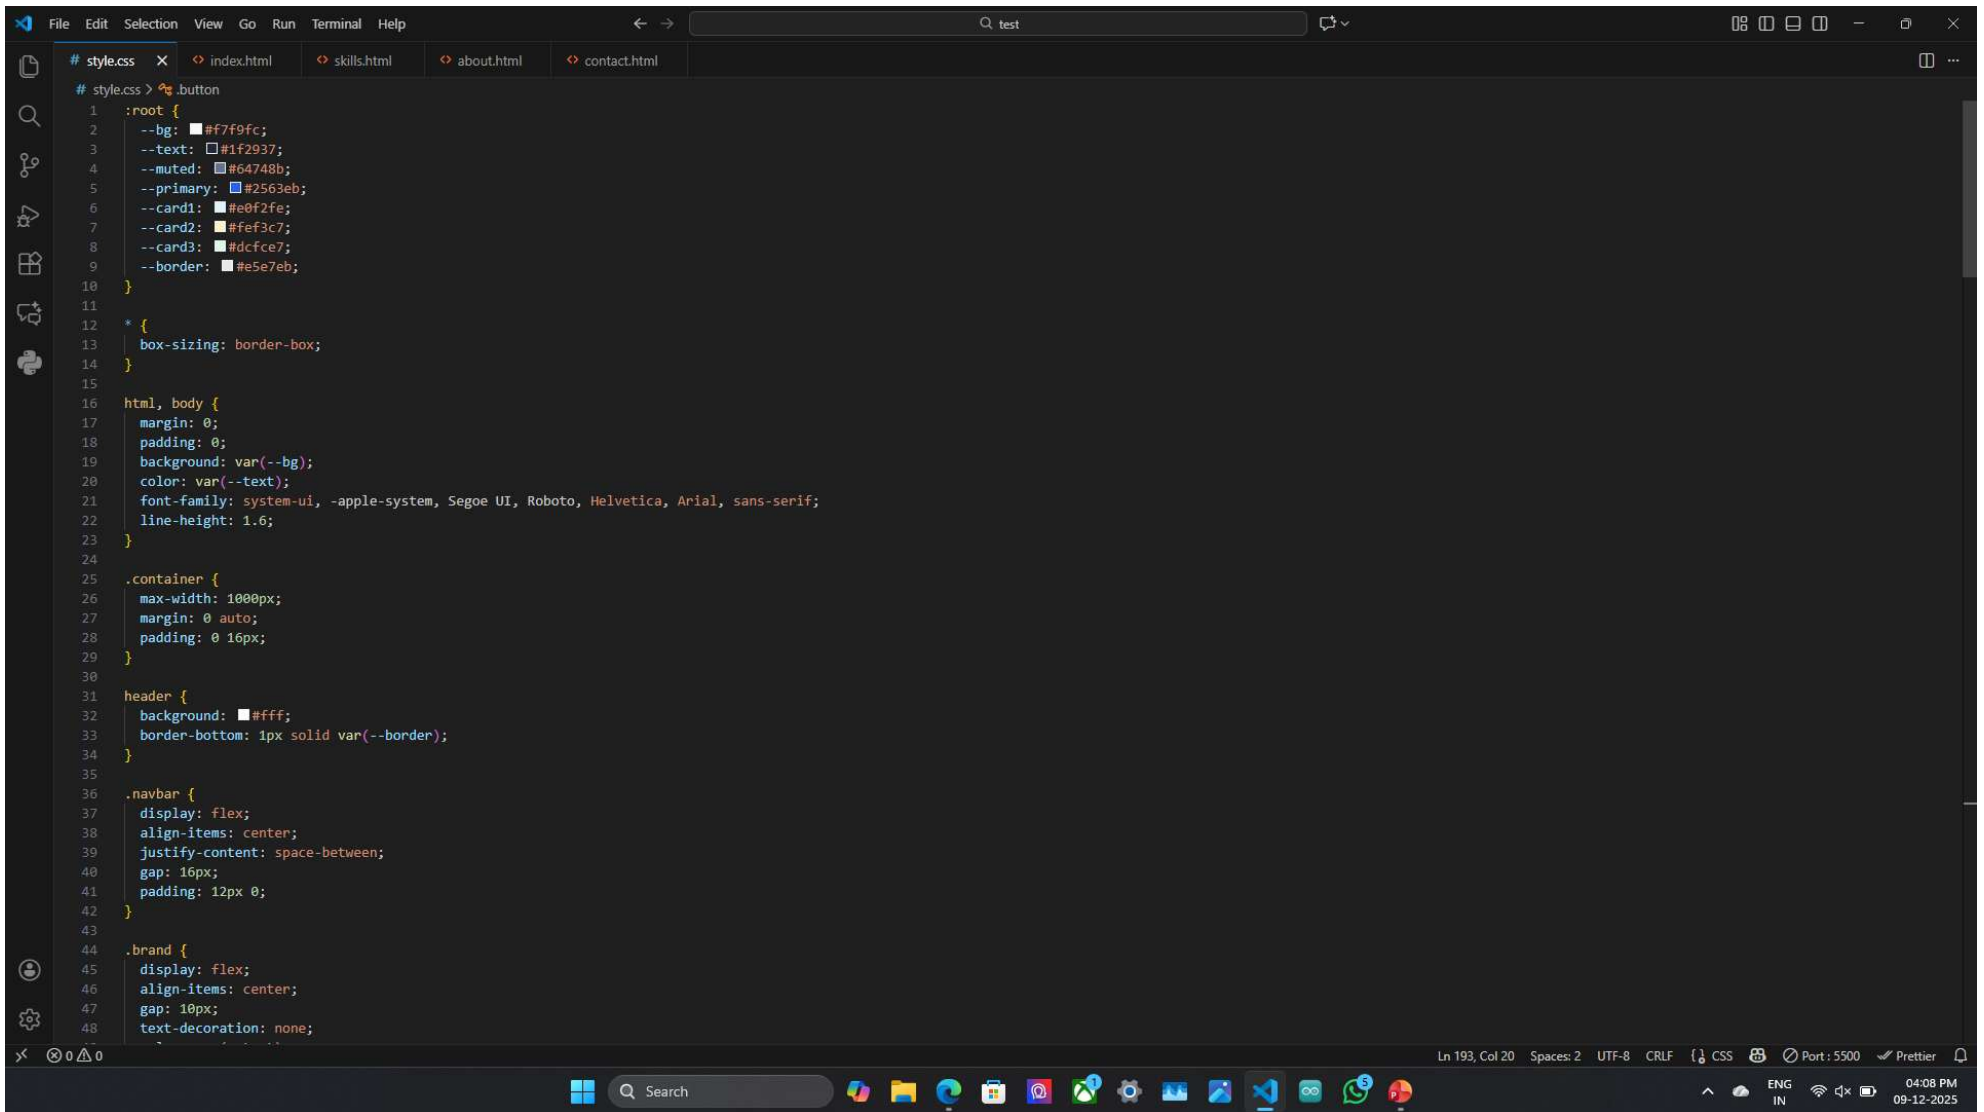 File Edit Selection View Go Run Terminal Help
test
# style.css
index.html
skills.html
about.html
contact.html
# style.css > .button
1 :root {
2 --bg: #f7f9fc;
3 --text: #1f2937;
4 --muted: #64748b;
5 --primary: #2563eb;
6 --card1: #e0f2fe;
7 --card2: #fef3c7;
8 --card3: #dcfce7;
9 --border: #e5e7eb;
10 }
11
12 * {
13 box-sizing: border-box;
14 }
15
16 html, body {
17 margin: 0;
18 padding: 0;
19 background: var(--bg);
20 color: var(--text);
21 font-family: system-ui, -apple-system, Segoe UI, Roboto, Helvetica, Arial, sans-serif;
22 line-height: 1.6;
23 }
24
25 .container {
26 max-width: 1000px;
27 margin: 0 auto;
28 padding: 0 16px;
29 }
30
31 header {
32 background: #fff;
33 border-bottom: 1px solid var(--border);
34 }
35
36 .navbar {
37 display: flex;
38 align-items: center;
39 justify-content: space-between;
40 gap: 16px;
41 padding: 12px 0;
42 }
43
44 .brand {
45 display: flex;
46 align-items: center;
47 gap: 10px;
48 text-decoration: none;
0 0
Ln 193, Col 20 Spaces: 2 UTF-8 CRLF {} CSS Port : 5500 Prettier
Search
1
5
ENG
IN
04:08 PM
09-12-2025